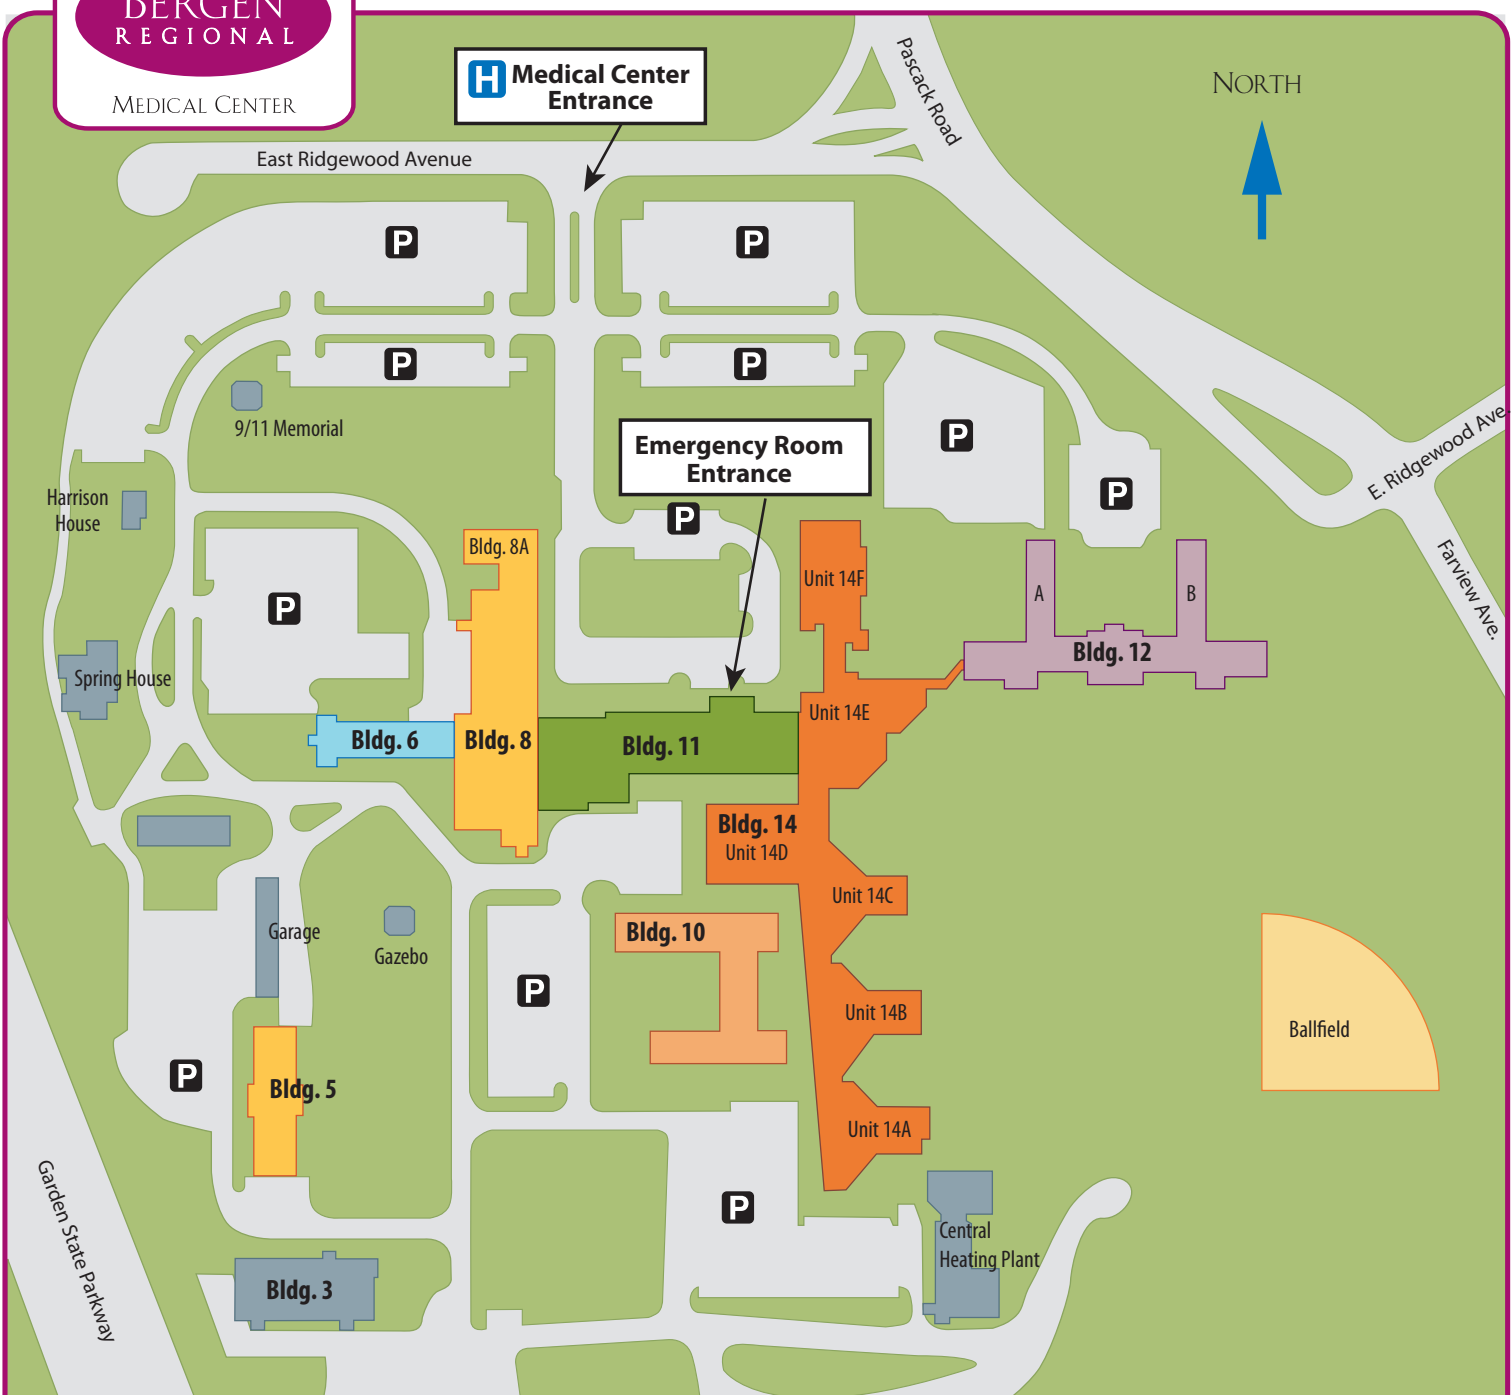 BERGEN
REGIONAL
MEDICAL CENTER
H Medical Center
Entrance
Pascack Road
NORTH
East Ridgewood Avenue
P
P
P
P
9/11 Memorial
Emergency Room
Entrance
P
P
E. Ridgewood Ave.
Harrison
House
P
Farview Ave.
Bldg. 8A
Unit 14F
A
B
P
Bldg. 12
Spring House
Unit 14E
Bldg. 6
Bldg. 8
Bldg. 11
Bldg. 14
Unit 14D
Unit 14C
Garage
Gazebo
Bldg. 10
P
Unit 14B
Ballfield
P
Bldg. 5
Unit 14A
Garden State Parkway
P
Central
Heating Plant
Bldg. 3